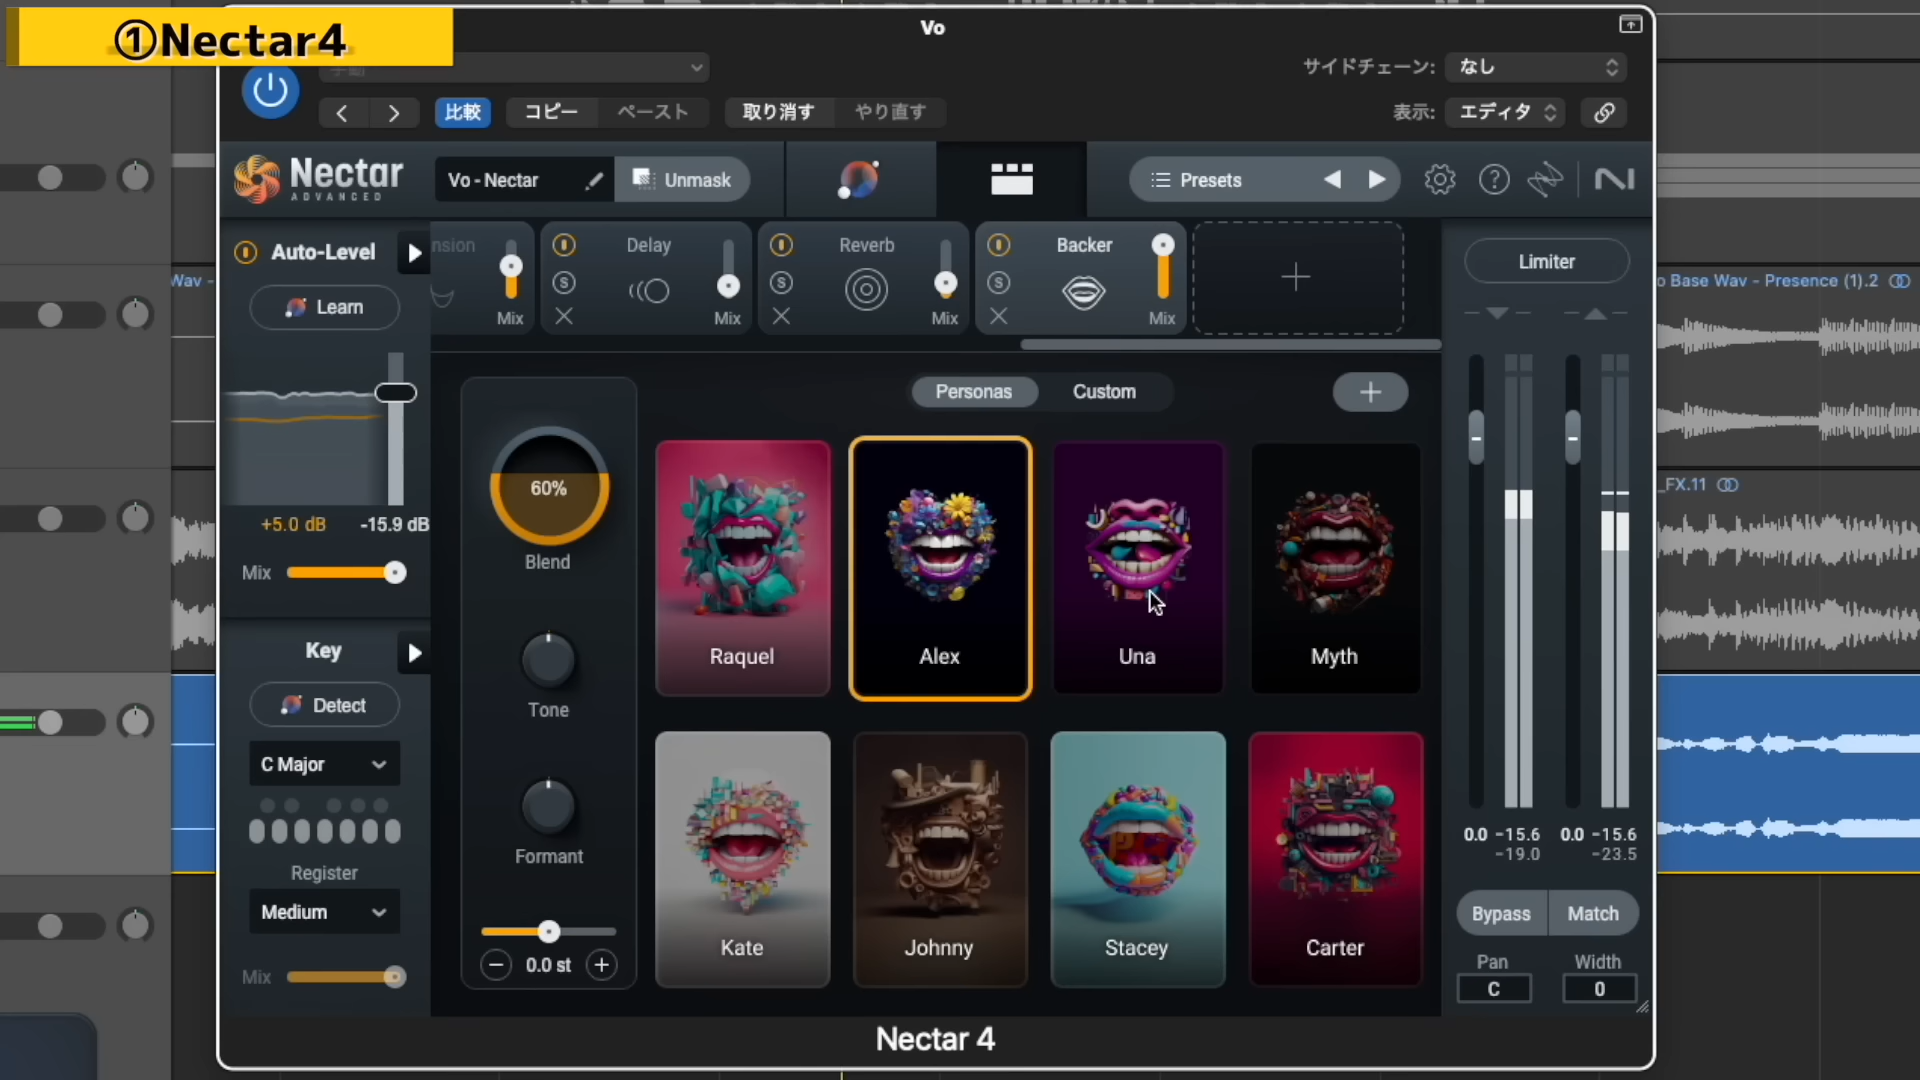 ①Nectar4
Vo
手動
サイドチェーン: なし
比較 コピー ペースト 取り消す やり直す
表示: エディタ
Nectar
ADVANCED
Vo - Nectar
Unmask
Presets
Auto-Level
Learn
+5.0 dB -15.9 dB
Mix
nsion
Mix
Delay
S
Mix
Reverb
S
Mix
Backer
S
Mix
Limiter
Wav -
o Base Wav - Presence (1).2
_FX.11
Personas Custom
60%
Blend
Tone
Formant
0.0 st
Raquel
Alex
Una
Myth
Kate
Johnny
Stacey
Carter
Key
Detect
C Major
Register
Medium
Mix
0.0 -15.6 0.0 -15.6
-19.0 -23.5
Bypass Match
Pan Width
C 0
Nectar 4